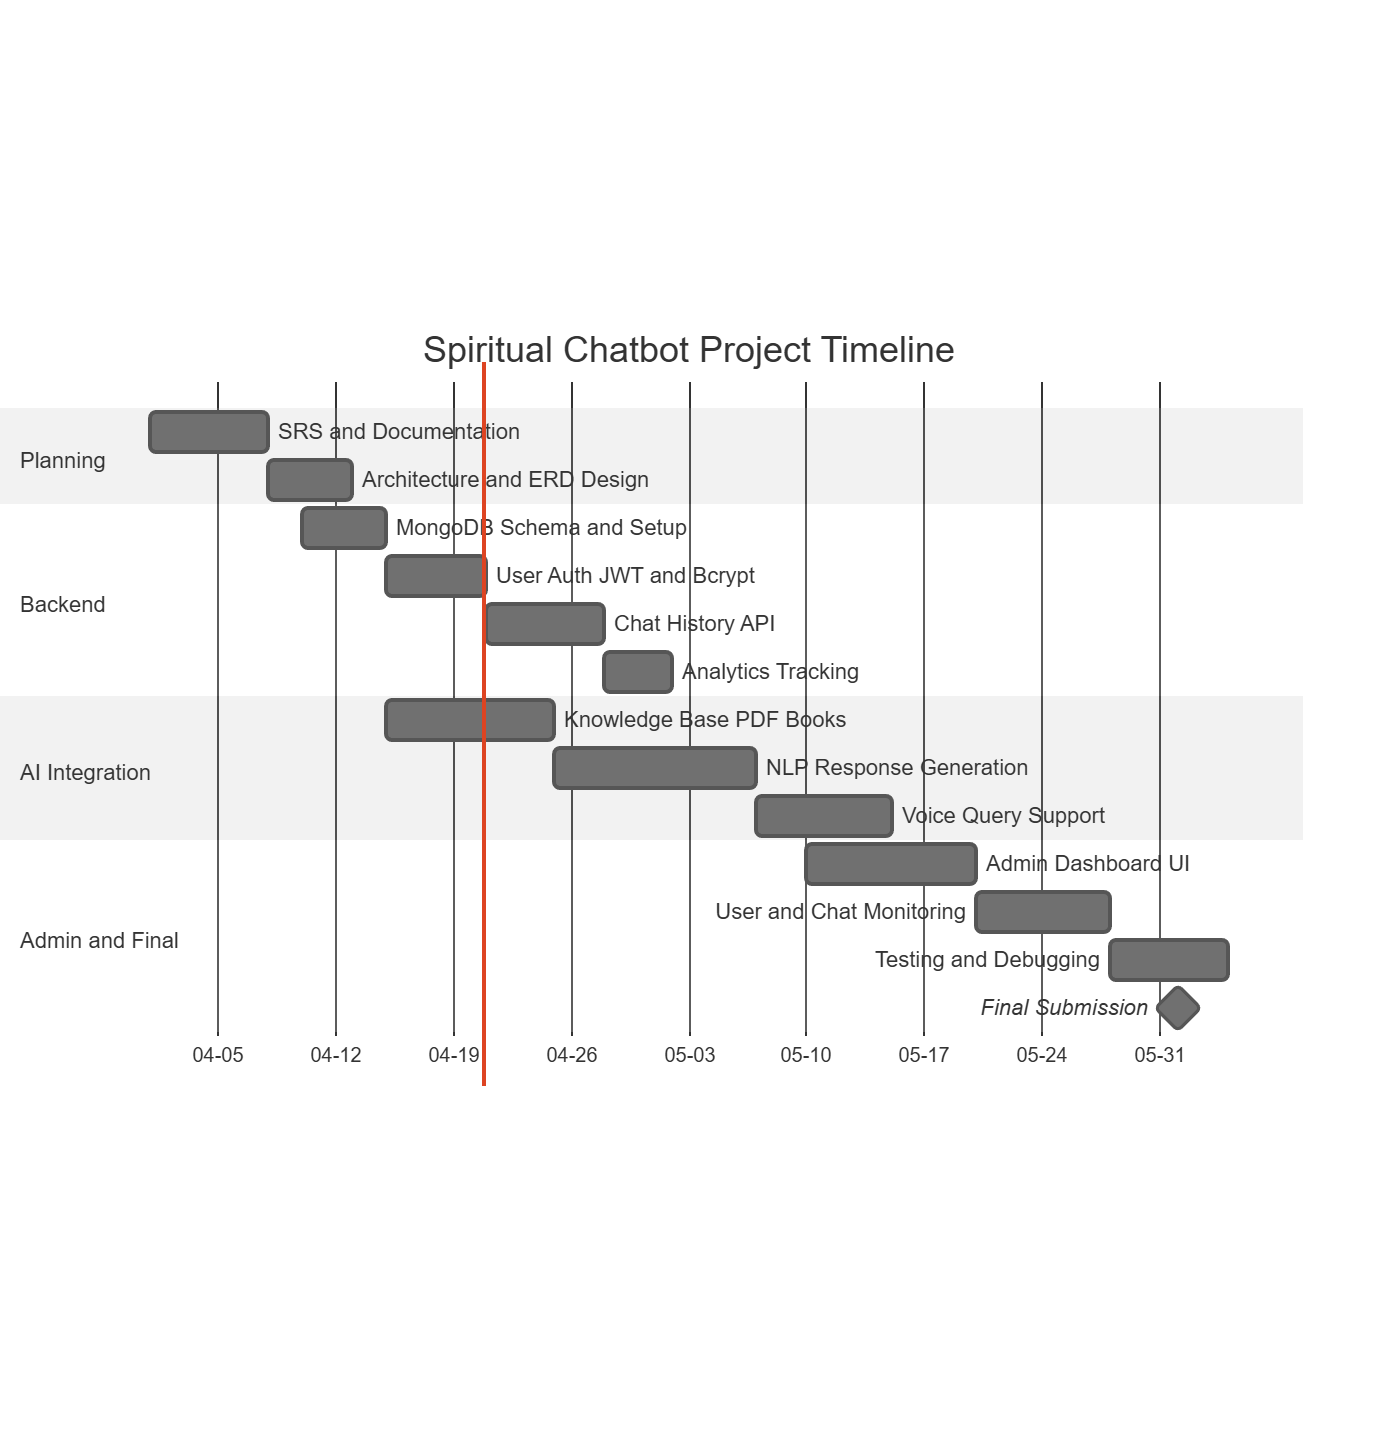 Spiritual Chatbot Project Timeline
Planning
SRS and Documentation
Architecture and ERD Design
Backend
MongoDB Schema and Setup
User Auth JWT and Bcrypt
Chat History API
Analytics Tracking
AI Integration
Knowledge Base PDF Books
NLP Response Generation
Voice Query Support
Admin and Final
Admin Dashboard UI
User and Chat Monitoring
Testing and Debugging
Final Submission
04-05 04-12 04-19 04-26 05-03 05-10 05-17 05-24 05-31